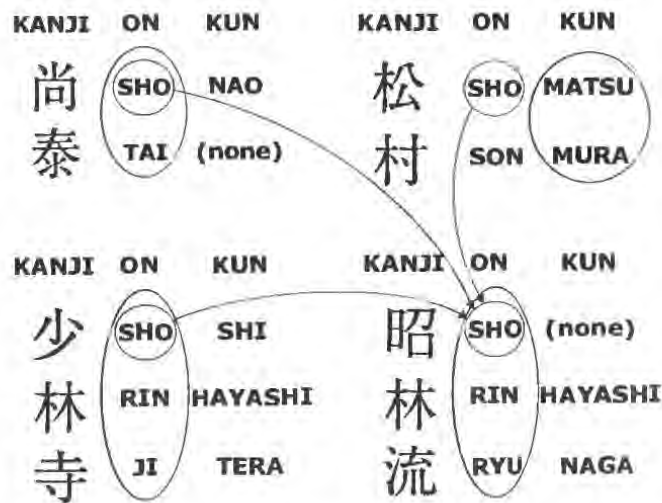 KANJI ON KUN
尚 SHO NAO
泰 TAI (none)
KANJI ON KUN
松 SHO MATSU
村 SON MURA
KANJI ON KUN
少 SHO SHI
林 RIN HAYASHI
寺 JI TERA
KANJI ON KUN
昭 SHO (none)
林 RIN HAYASHI
流 RYU NAGA